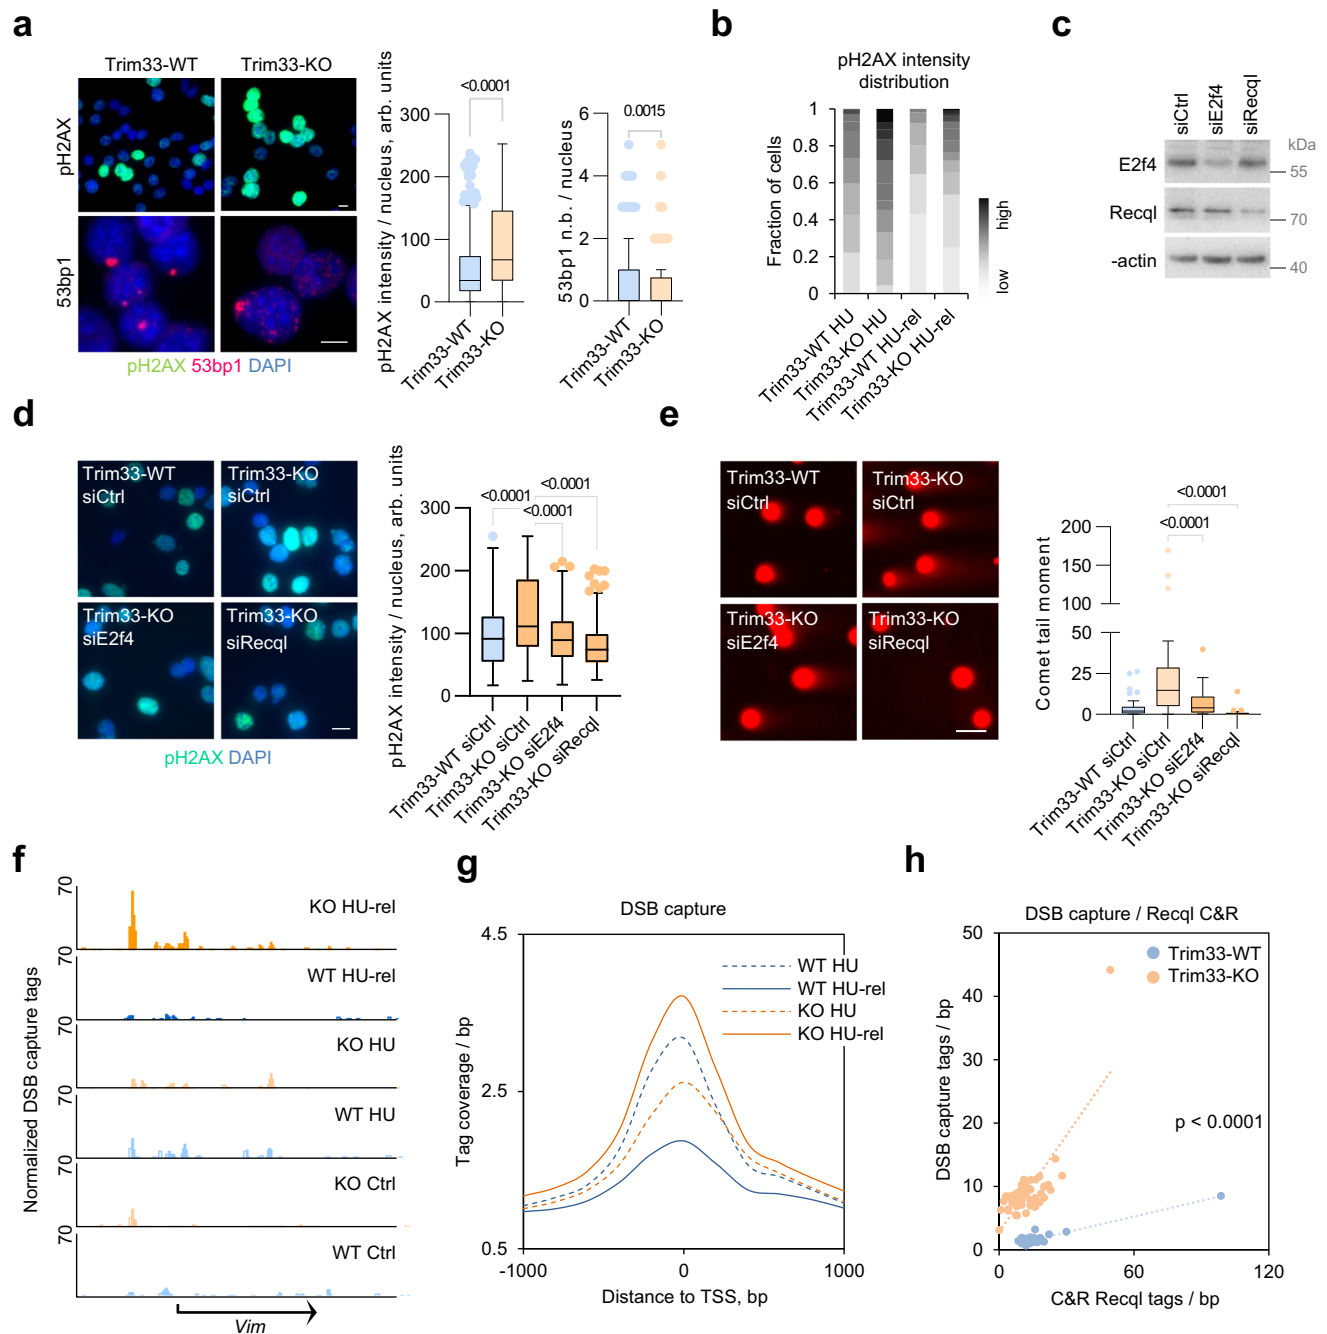 a
Trim33-WT
Trim33-KO
pH2AX
53bp1
pH2AX 53bp1 DAPI
pH2AX intensity / nucleus, arb. units
300
200
100
0
<0.0001
Trim33-WT
Trim33-KO
53bp1 n.b. / nucleus
6
4
2
0
0.0015
Trim33-WT
Trim33-KO
b
pH2AX intensity
distribution
Fraction of cells
1
0.8
0.6
0.4
0.2
0
high
low
Trim33-WT HU
Trim33-KO HU
Trim33-WT HU-rel
Trim33-KO HU-rel
c
siCtrl
siE2f4
siRecql
kDa
E2f4
55
Recql
70
-actin
40
d
Trim33-WT
siCtrl
Trim33-KO
siCtrl
Trim33-KO
siE2f4
Trim33-KO
siRecql
pH2AX DAPI
pH2AX intensity / nucleus, arb. units
300
200
100
0
<0.0001
<0.0001
<0.0001
Trim33-WT siCtrl
Trim33-KO siCtrl
Trim33-KO siE2f4
Trim33-KO siRecql
e
Trim33-WT
siCtrl
Trim33-KO
siCtrl
Trim33-KO
siE2f4
Trim33-KO
siRecql
Comet tail moment
200
150
100
50
25
0
<0.0001
<0.0001
Trim33-WT siCtrl
Trim33-KO siCtrl
Trim33-KO siE2f4
Trim33-KO siRecql
f
Normalized DSB capture tags
70
KO HU-rel
70
WT HU-rel
70
KO HU
70
WT HU
70
KO Ctrl
70
WT Ctrl
Vim
g
DSB capture
Tag coverage / bp
4.5
2.5
0.5
WT HU
WT HU-rel
KO HU
KO HU-rel
-1000
0
1000
Distance to TSS, bp
h
DSB capture / Recql C&R
DSB capture tags / bp
50
40
30
20
10
0
Trim33-WT
Trim33-KO
p < 0.0001
0
60
120
C&R Recql tags / bp